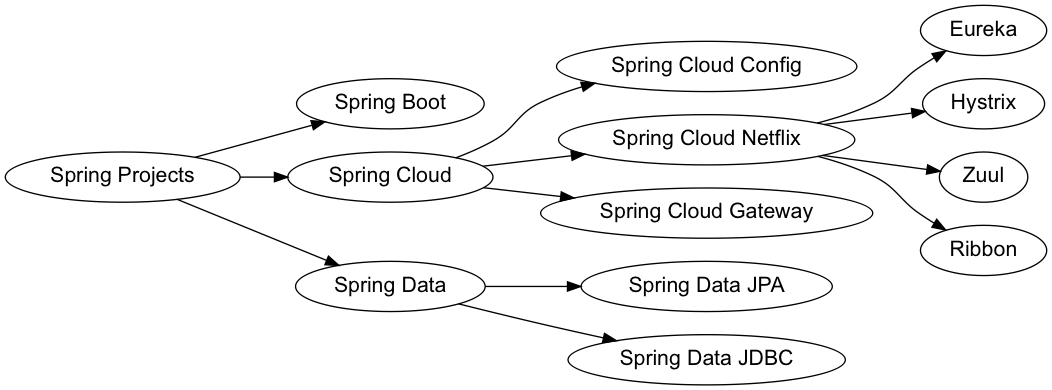 Spring Projects
Spring Boot
Spring Cloud
Spring Data
Spring Cloud Config
Spring Cloud Netflix
Spring Cloud Gateway
Spring Data JPA
Spring Data JDBC
Eureka
Hystrix
Zuul
Ribbon